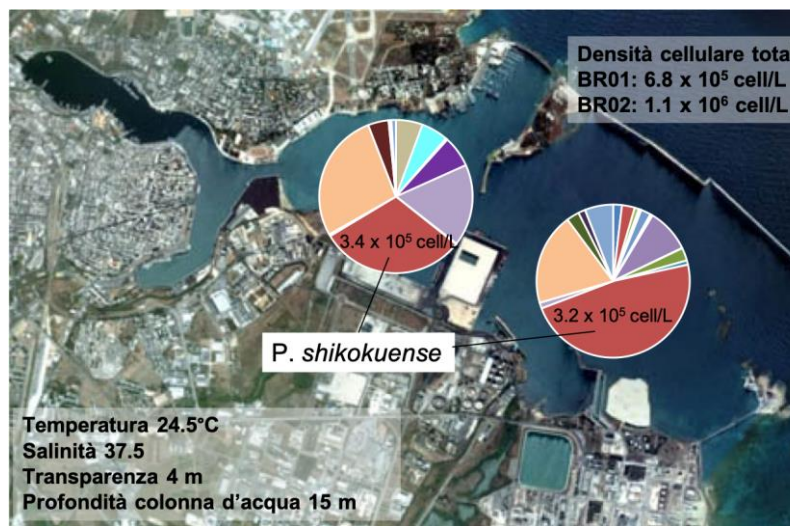 Densità cellulare tota
BR01: 6.8 x 10⁵ cell/L
BR02: 1.1 x 10⁶ cell/L
3.4 x 10⁵ cell/L
3.2 x 10⁵ cell/L
P. shikokuense
Temperatura 24.5°C
Salinità 37.5
Transparenza 4 m
Profondità colonna d’acqua 15 m